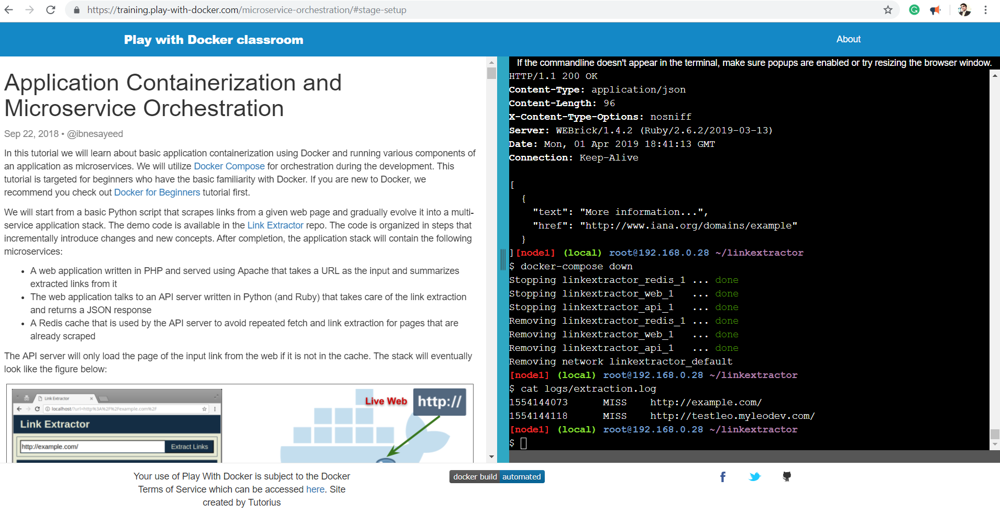 https://training.play-with-docker.com/microservice-orchestration/#stage-setup
Play with Docker classroom
About
Application Containerization and
Microservice Orchestration
Sep 22, 2018 • @ibnesayeed
In this tutorial we will learn about basic application containerization using Docker and running various components of
an application as microservices. We will utilize Docker Compose for orchestration during the development. This
tutorial is targeted for beginners who have the basic familiarity with Docker. If you are new to Docker, we
recommend you check out Docker for Beginners tutorial first.
We will start from a basic Python script that scrapes links from a given web page and gradually evolve it into a multi-
service application stack. The demo code is available in the Link Extractor repo. The code is organized in steps that
incrementally introduce changes and new concepts. After completion, the application stack will contain the following
microservices:
• A web application written in PHP and served using Apache that takes a URL as the input and summarizes
extracted links from it
• The web application talks to an API server written in Python (and Ruby) that takes care of the link extraction
and returns a JSON response
• A Redis cache that is used by the API server to avoid repeated fetch and link extraction for pages that are
already scraped
The API server will only load the page of the input link from the web if it is not in the cache. The stack will eventually
look like the figure below:
Link Extractor
localhost/?url=http%3A%2F%2Fexample.com%2F
Link Extractor
http://example.com/
Extract Links
Live Web
http://
If the commandline doesn't appear in the terminal, make sure popups are enabled or try resizing the browser window.
HTTP/1.1 200 OK
Content-Type: application/json
Content-Length: 96
X-Content-Type-Options: nosniff
Server: WEBrick/1.4.2 (Ruby/2.6.2/2019-03-13)
Date: Mon, 01 Apr 2019 18:41:13 GMT
Connection: Keep-Alive
[
{
"text": "More information...",
"href": "http://www.iana.org/domains/example"
}
][node1] (local) root@192.168.0.28 ~/linkextractor
$ docker-compose down
Stopping linkextractor_redis_1 ... done
Stopping linkextractor_web_1   ... done
Stopping linkextractor_api_1   ... done
Removing linkextractor_redis_1 ... done
Removing linkextractor_web_1   ... done
Removing linkextractor_api_1   ... done
Removing network linkextractor_default
[node1] (local) root@192.168.0.28 ~/linkextractor
$ cat logs/extraction.log
1554144073      MISS    http://example.com/
1554144118      MISS    http://testleo.myleodev.com/
[node1] (local) root@192.168.0.28 ~/linkextractor
$
Your use of Play With Docker is subject to the Docker
Terms of Service which can be accessed here. Site
created by Tutorius
docker build automated